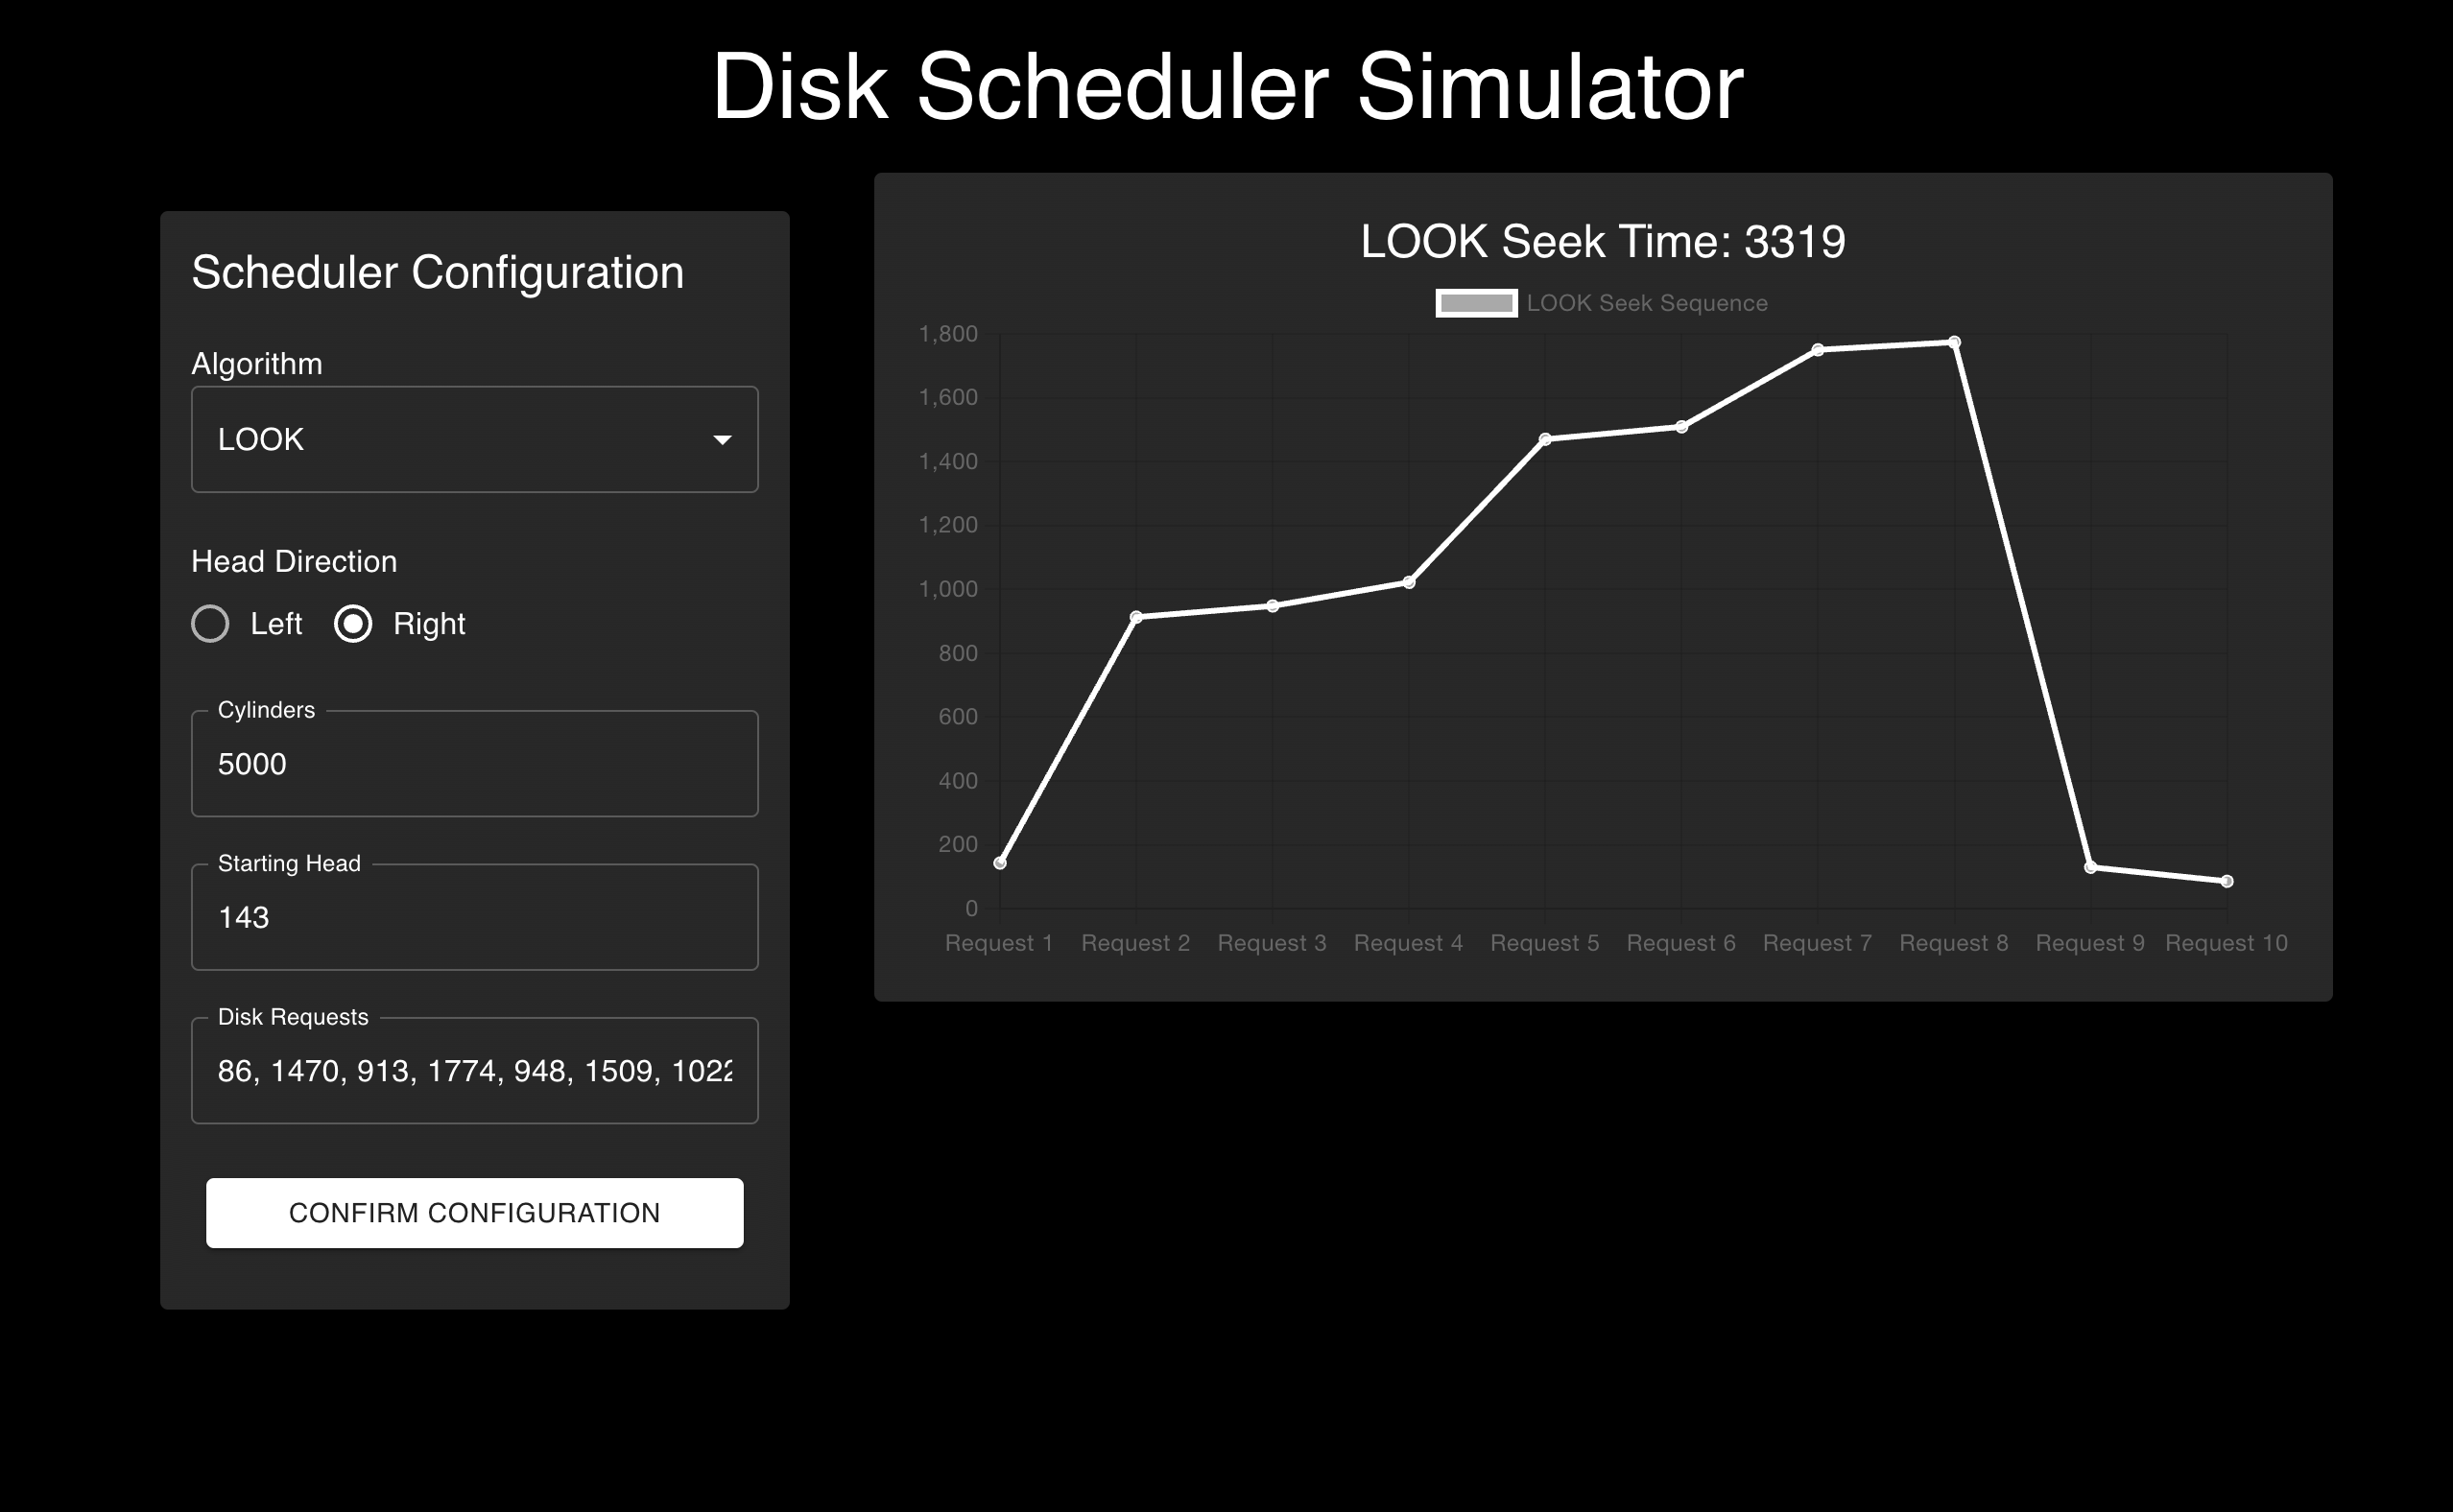 Disk Scheduler Simulator
Scheduler Configuration
Algorithm
LOOK
Head Direction
Left
Right
Cylinders
5000
Starting Head
143
Disk Requests
86, 1470, 913, 1774, 948, 1509, 1022
CONFIRM CONFIGURATION
LOOK Seek Time: 3319
LOOK Seek Sequence
1,800
1,600
1,400
1,200
1,000
800
600
400
200
0
Request 1 Request 2 Request 3 Request 4 Request 5 Request 6 Request 7 Request 8 Request 9 Request 10